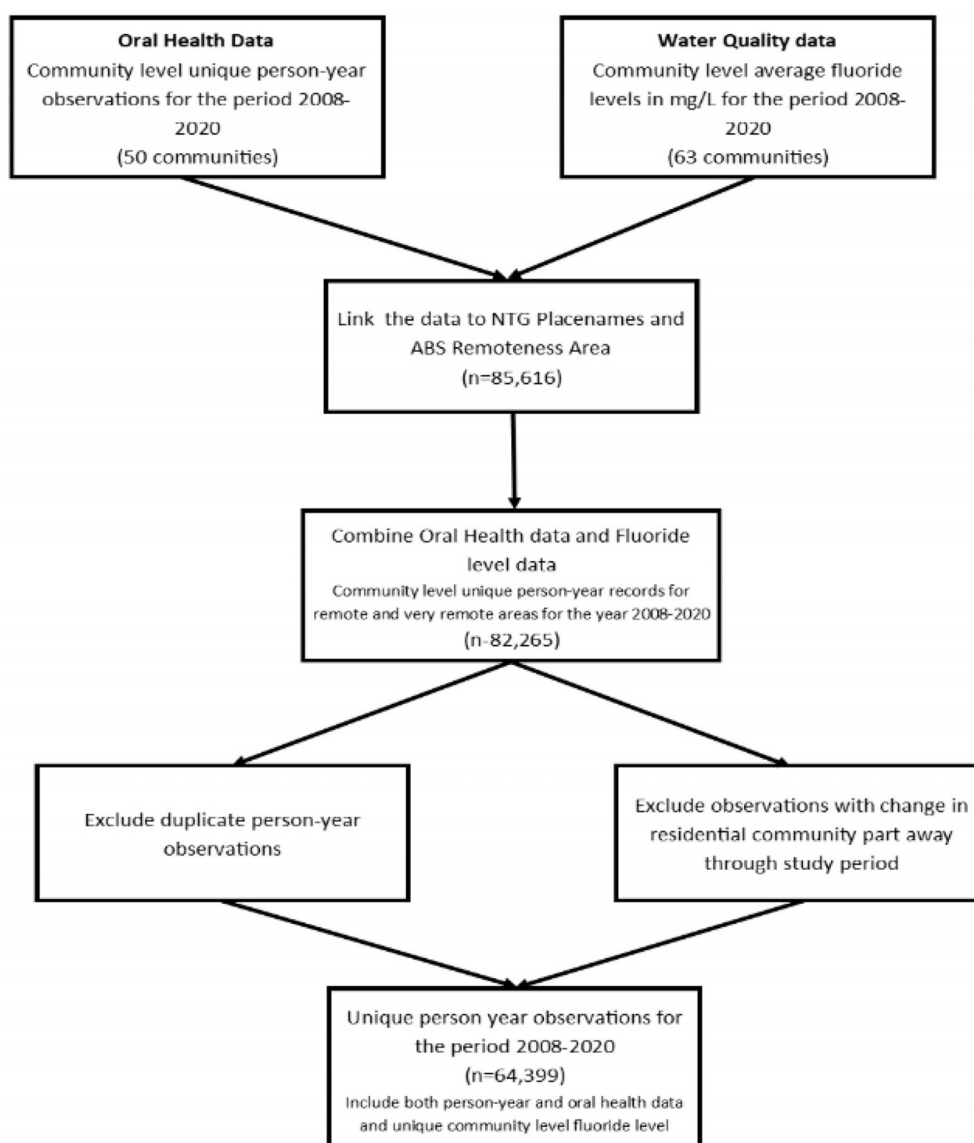 Oral Health Data
Community level unique person-year
observations for the period 2008-
2020
(50 communities)
Water Quality data
Community level average fluoride
levels in mg/L for the period 2008-
2020
(63 communities)
Link the data to NTG Placenames and
ABS Remoteness Area
(n=85,616)
Combine Oral Health data and Fluoride
level data
Community level unique person-year records for
remote and very remote areas for the year 2008-2020
(n-82,265)
Exclude duplicate person-year
observations
Exclude observations with change in
residential community part away
through study period
Unique person year observations for
the period 2008-2020
(n=64,399)
Include both person-year and oral health data
and unique community level fluoride level